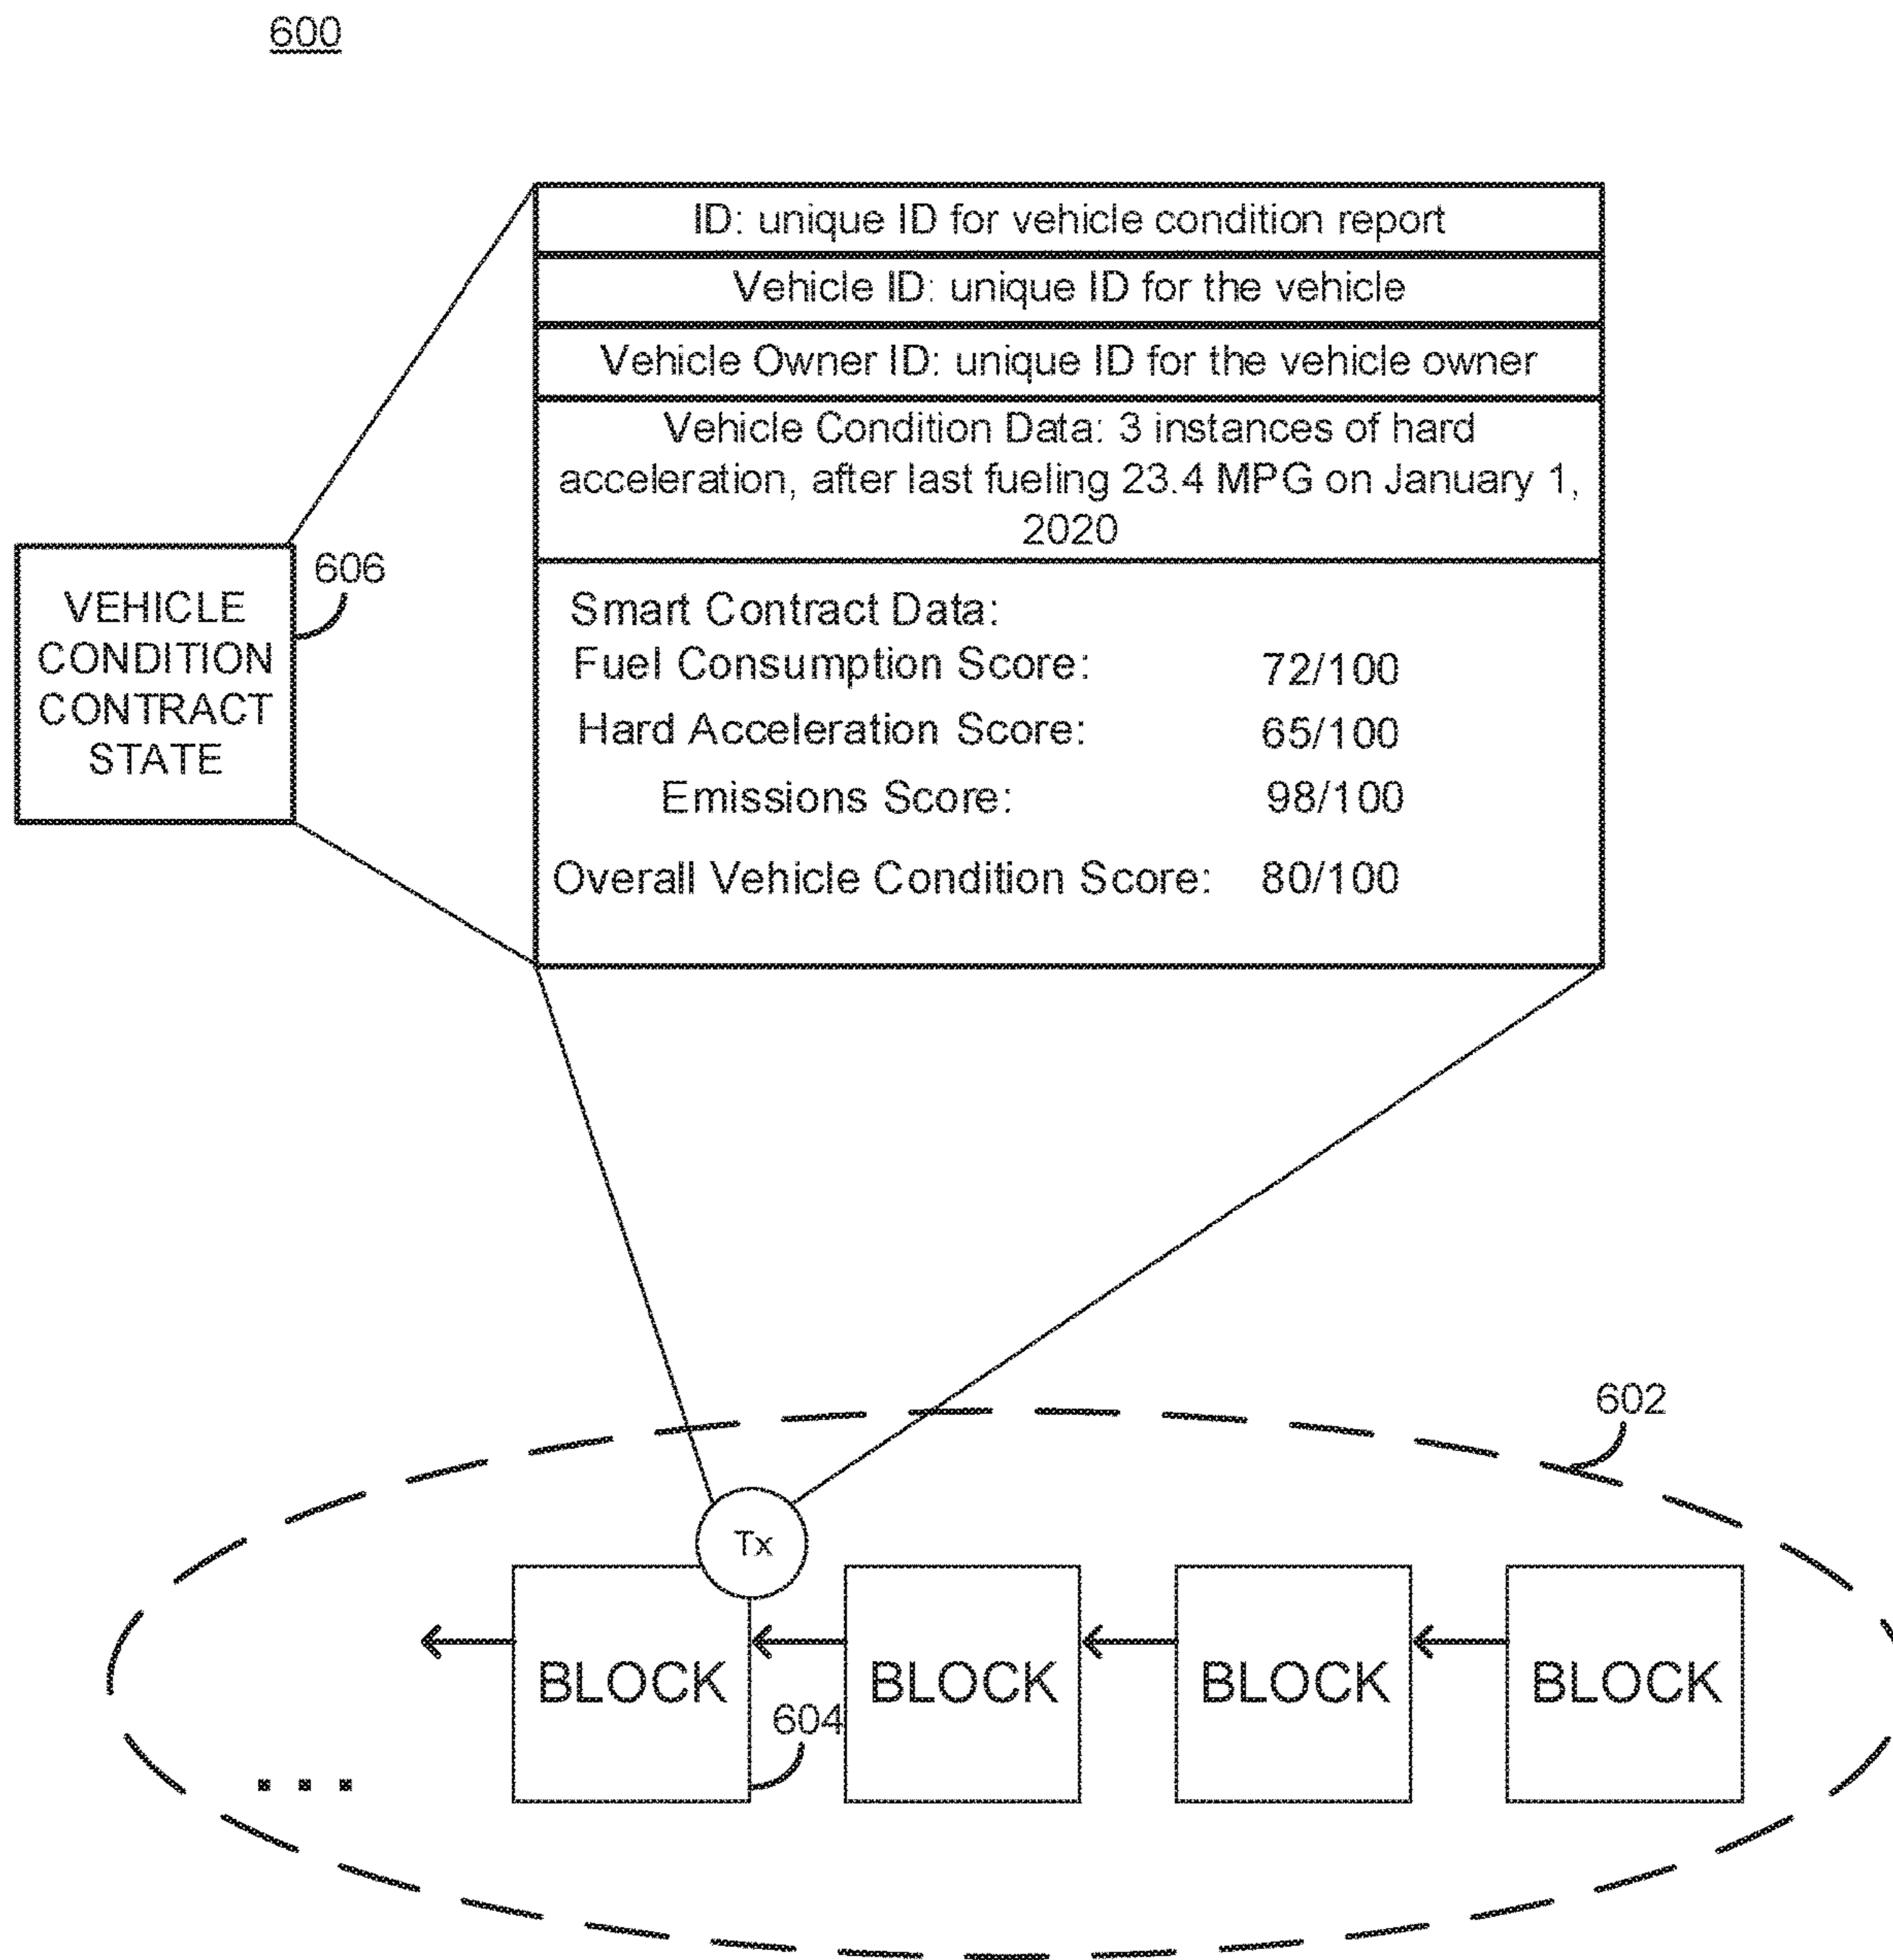 600
ID: unique ID for vehicle condition report
Vehicle ID: unique ID for the vehicle
Vehicle Owner ID: unique ID for the vehicle owner
Vehicle Condition Data: 3 instances of hard
acceleration, after last fueling 23.4 MPG on January 1,
2020
606
VEHICLE
CONDITION
CONTRACT
STATE
Smart Contract Data:
Fuel Consumption Score: 72/100
Hard Acceleration Score: 65/100
Emissions Score: 98/100
Overall Vehicle Condition Score: 80/100
602
Tx
BLOCK BLOCK BLOCK BLOCK
604
...